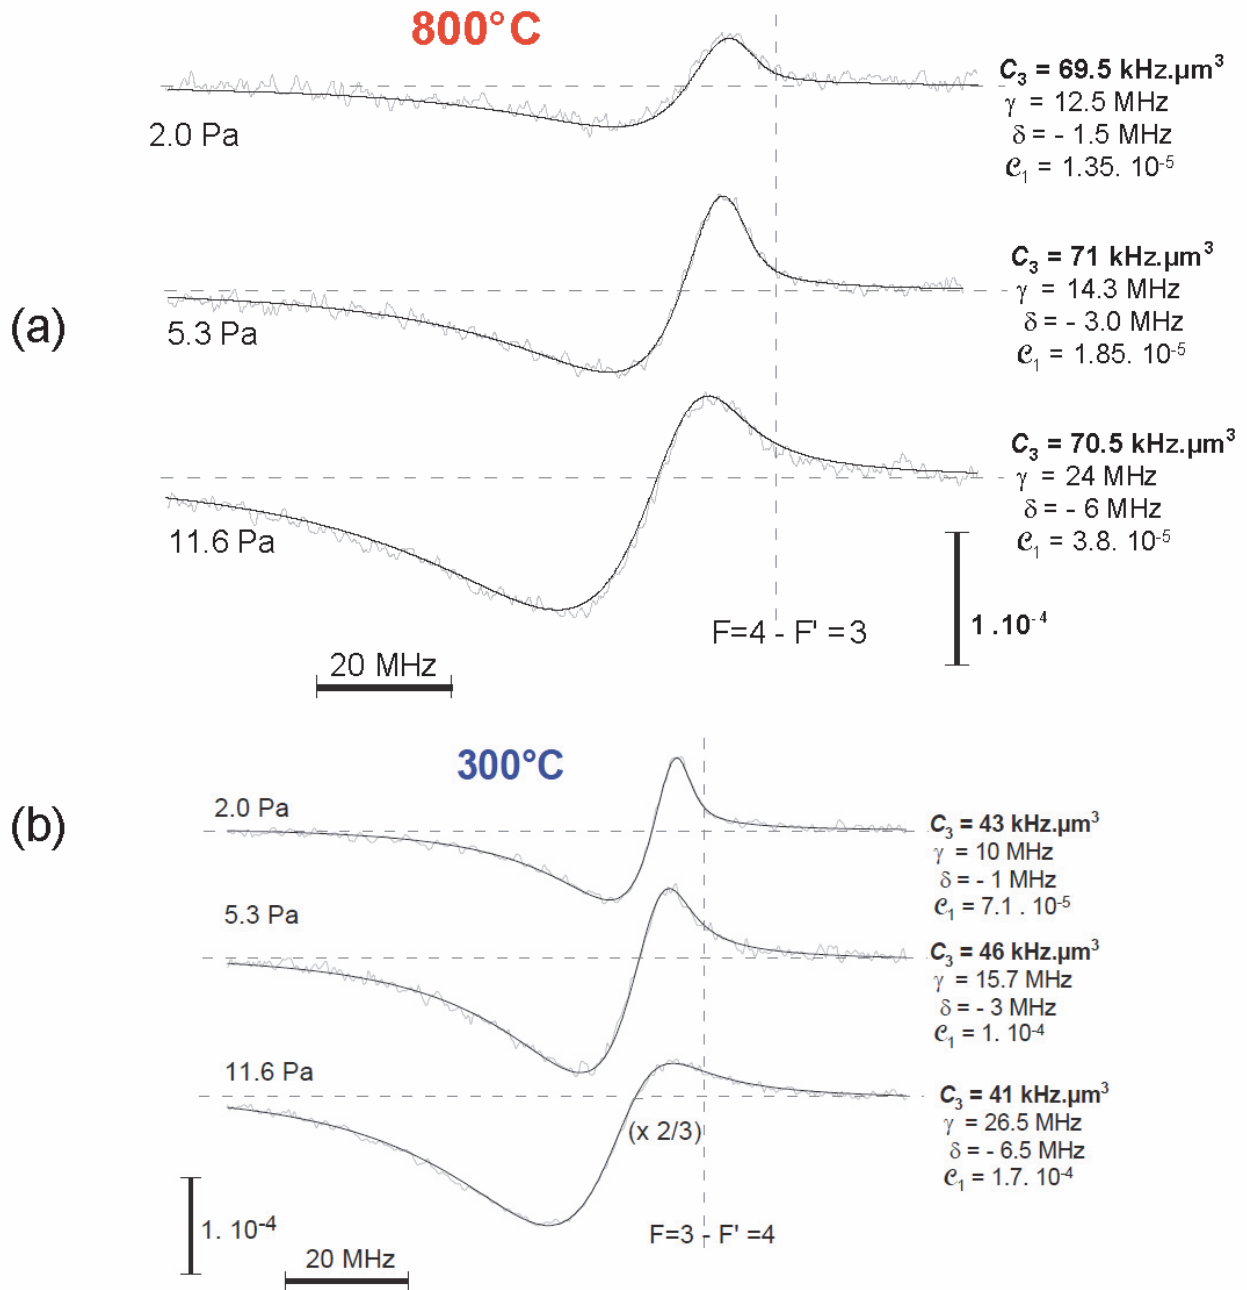 800°C
2.0 Pa
C₃ = 69.5 kHz.µm³
γ = 12.5 MHz
δ = - 1.5 MHz
𝒞₁ = 1.35. 10⁻⁵
(a)
5.3 Pa
C₃ = 71 kHz.µm³
γ = 14.3 MHz
δ = - 3.0 MHz
𝒞₁ = 1.85. 10⁻⁵
11.6 Pa
C₃ = 70.5 kHz.µm³
γ = 24 MHz
δ = - 6 MHz
𝒞₁ = 3.8. 10⁻⁵
F=4 - F' = 3
1 .10⁻⁴
20 MHz
300°C
(b)
2.0 Pa
C₃ = 43 kHz.µm³
γ = 10 MHz
δ = - 1 MHz
𝒞₁ = 7.1 . 10⁻⁵
5.3 Pa
C₃ = 46 kHz.µm³
γ = 15.7 MHz
δ = - 3 MHz
𝒞₁ = 1. 10⁻⁴
11.6 Pa
(x 2/3)
C₃ = 41 kHz.µm³
γ = 26.5 MHz
δ = - 6.5 MHz
𝒞₁ = 1.7. 10⁻⁴
1. 10⁻⁴
F=3 - F' =4
20 MHz